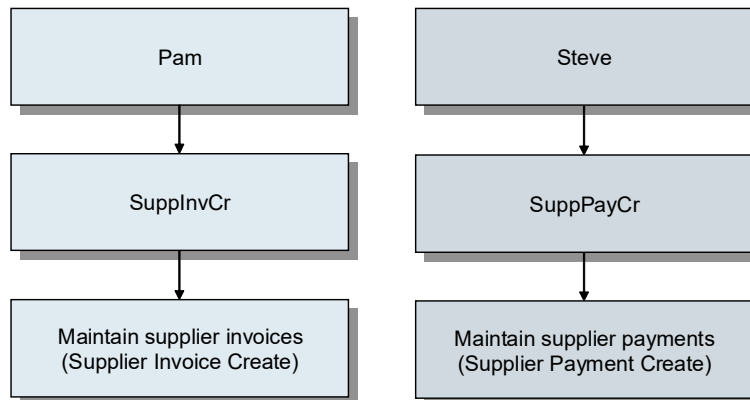 Pam
SuppInvCr
Maintain supplier invoices
(Supplier Invoice Create)
Steve
SuppPayCr
Maintain supplier payments
(Supplier Payment Create)